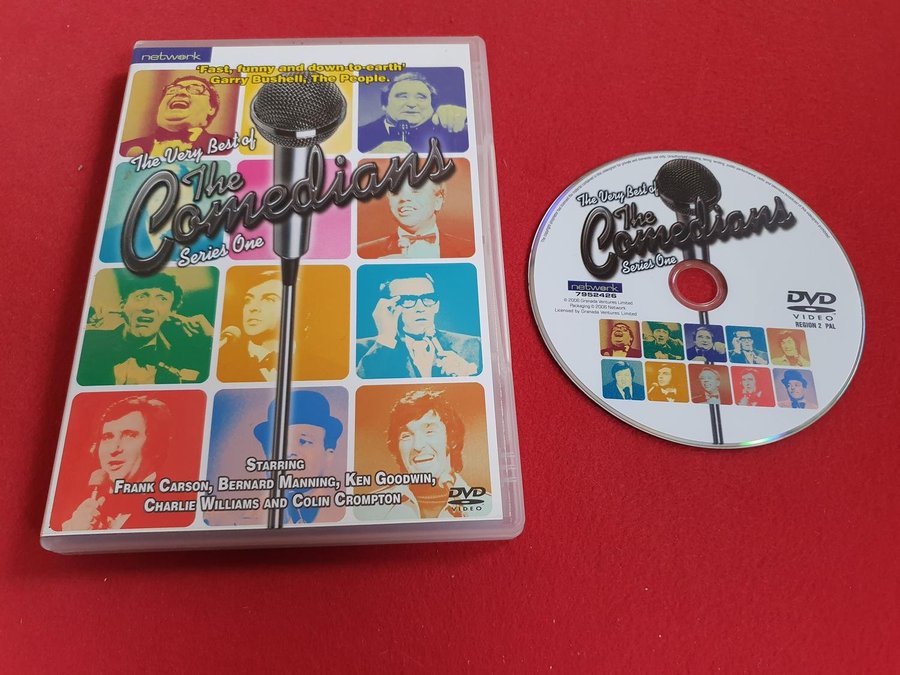 network
'Fast, funny and down-to-earth'
Garry Bushell, The People.
The Very Best of
The
Comedians
Series One
Starring
Frank Carson, Bernard Manning, Ken Goodwin,
Charlie Williams and Colin Crompton
DVD
VIDEO
The Very Best of
The
Comedians
Series One
network
7952426
Licensed by Granada Ventures Limited
DVD
VIDEO
REGION 2 PAL